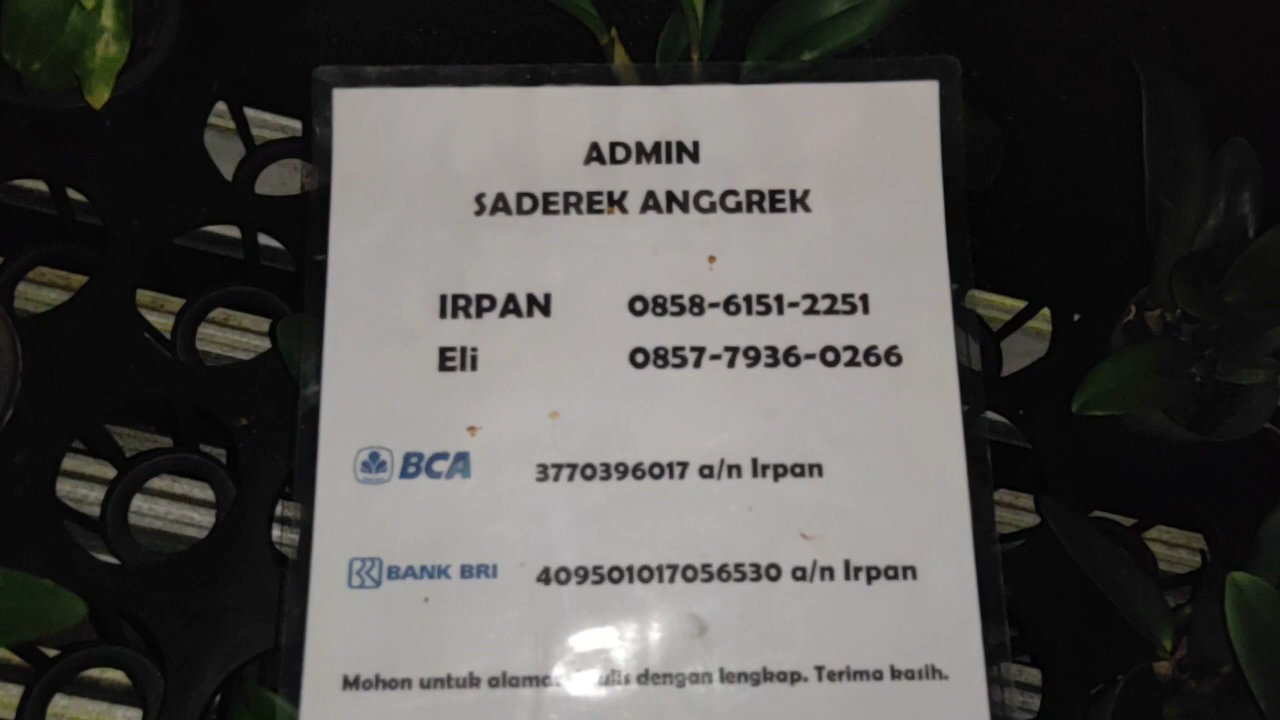 ADMIN
SADEREK ANGGREK
IRPAN 0858-6151-2251
Eli 0857-7936-0266
BCA 3770396017 a/n Irpan
BANK BRI 409501017056530 a/n Irpan
Mohon untuk dengan lengkap. Terima kasih.